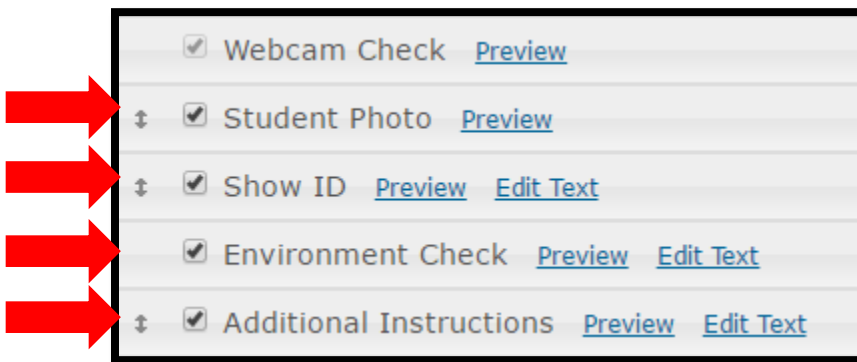 Webcam Check Preview
Student Photo Preview
Show ID Preview Edit Text
Environment Check Preview Edit Text
Additional Instructions Preview Edit Text